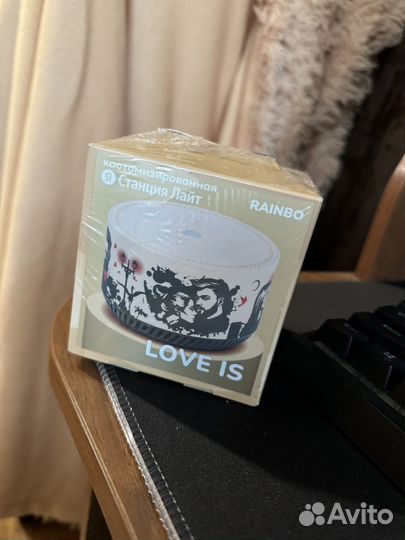 кастомизированная
Я Станция Лайт
RAINBO
LOVE IS
Avito